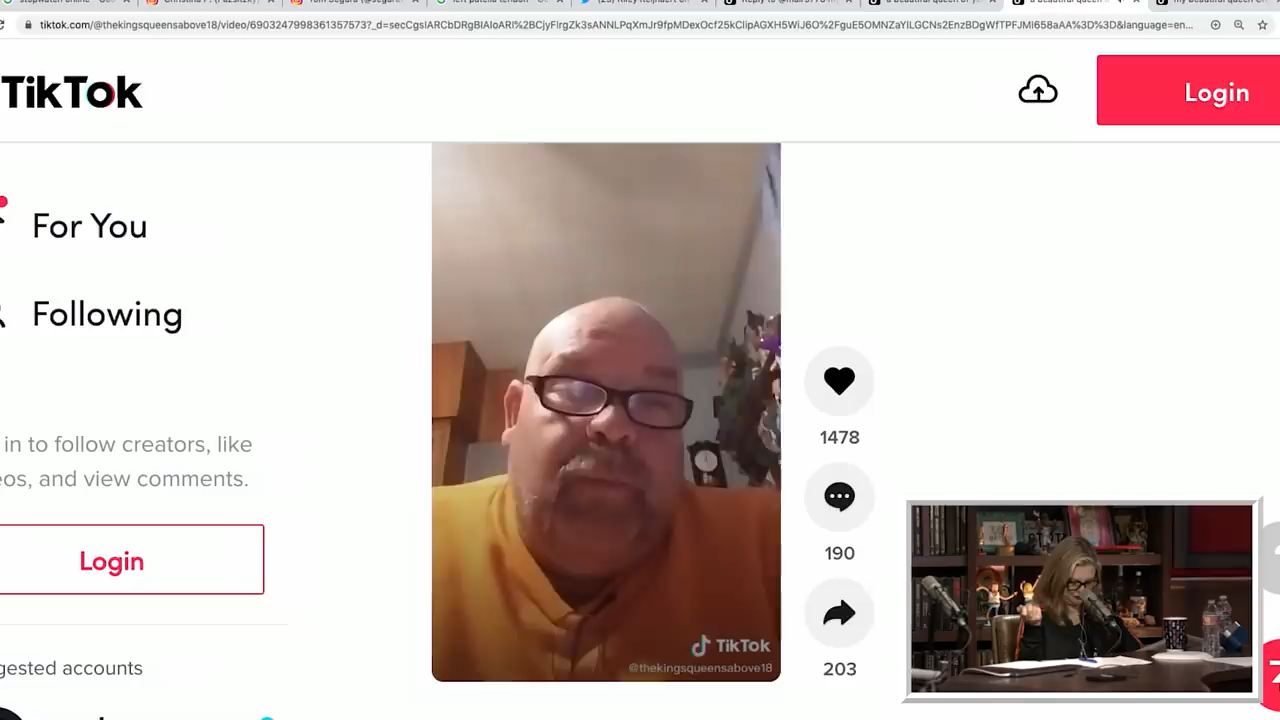 tiktok.com/@thekingsqueensabove18/video/6903247998361357573?_d=secCgsIARCbDRgBIAIoARI%2BCjyFlrgZk3sANNLPqXmJr9fpMDexOcf25kClipAGXH5WiJ6O%2FguE5OMNZaYiLGCNs2EnzBDgWfTPFJMi658aAA%3D%3D&language=en...
TikTok
Login
For You
Following
in to follow creators, like
eos, and view comments.
Login
gested accounts
1478
190
203
TikTok
@thekingsqueensabove18